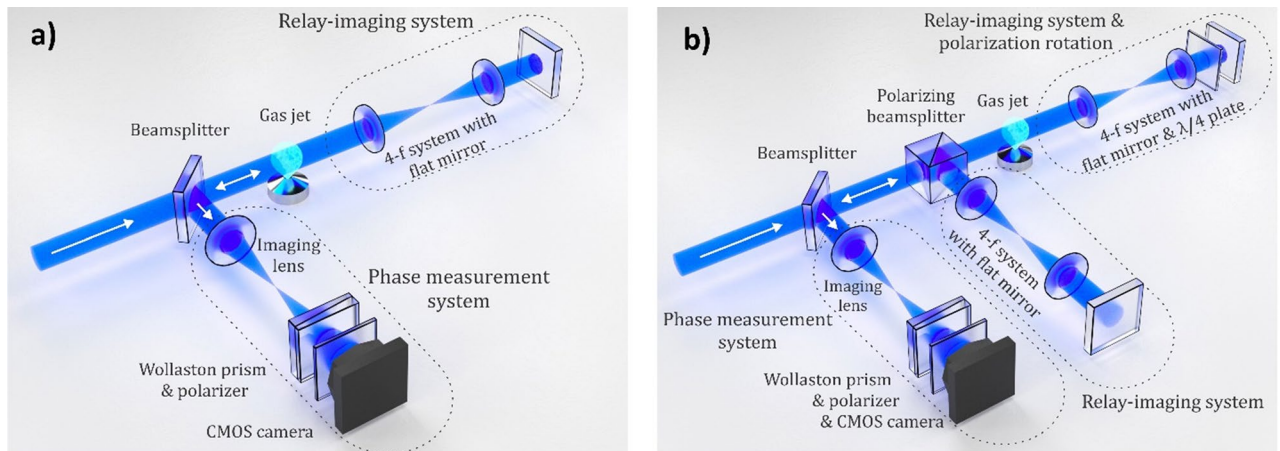 a)
Relay-imaging system
Gas jet
Beamsplitter
4-f system with
flat mirror
Imaging
lens
Phase measurement
system
Wollaston prism
& polarizer
CMOS camera
b)
Relay-imaging system &
polarization rotation
Polarizing
beamsplitter
Gas jet
4-f system with
flat mirror & λ/4 plate
Beamsplitter
4-f system
with flat mirror
Imaging
lens
Phase measurement
system
Wollaston prism
& polarizer
& CMOS camera
Relay-imaging system